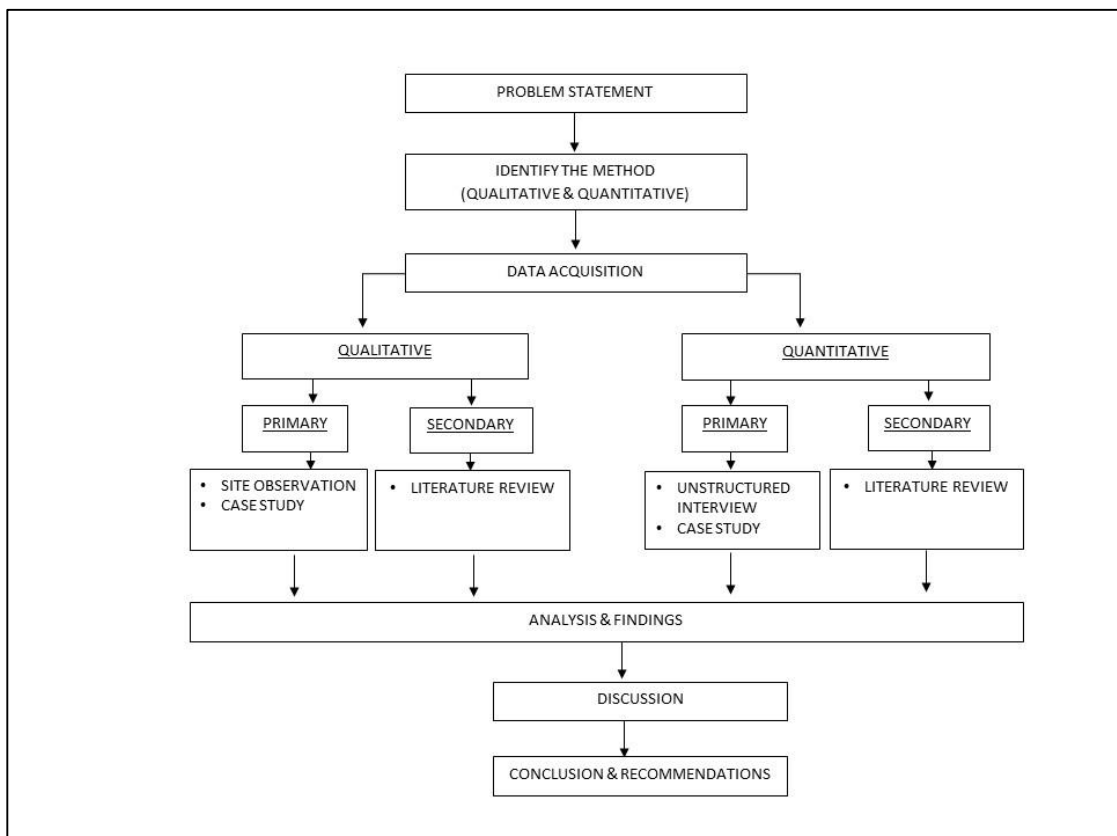 PROBLEM STATEMENT
IDENTIFY THE METHOD
(QUALITATIVE & QUANTITATIVE)
DATA ACQUISITION
QUALITATIVE
QUANTITATIVE
PRIMARY
SECONDARY
PRIMARY
SECONDARY
• SITE OBSERVATION
• CASE STUDY
• LITERATURE REVIEW
• UNSTRUCTURED
INTERVIEW
• CASE STUDY
• LITERATURE REVIEW
ANALYSIS & FINDINGS
DISCUSSION
CONCLUSION & RECOMMENDATIONS